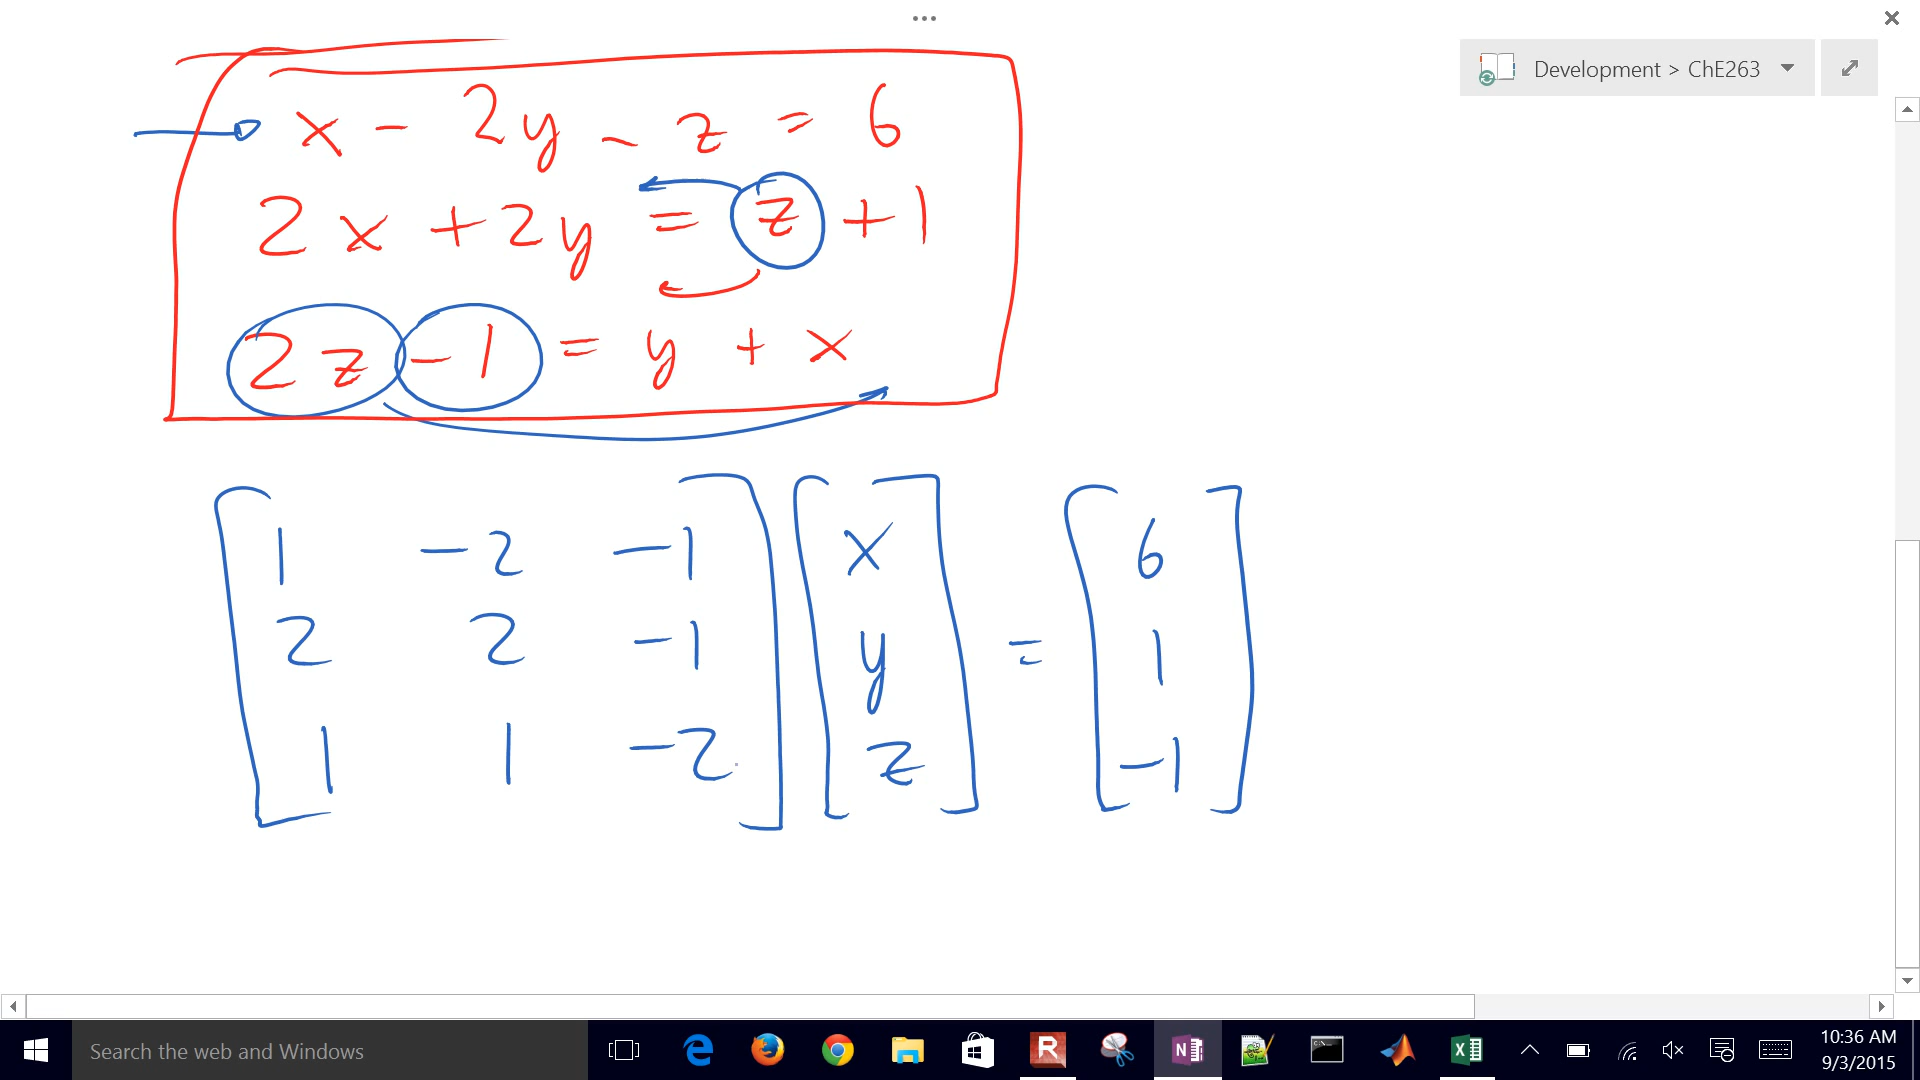 Development > ChE263
x - 2y - z = 6
2x + 2y = z + 1
2z - 1 = y + x
1 -2 -1 x 6
2 2 -1 y = 1
1 1 -2 z -1
Search the web and Windows
10:36 AM
9/3/2015